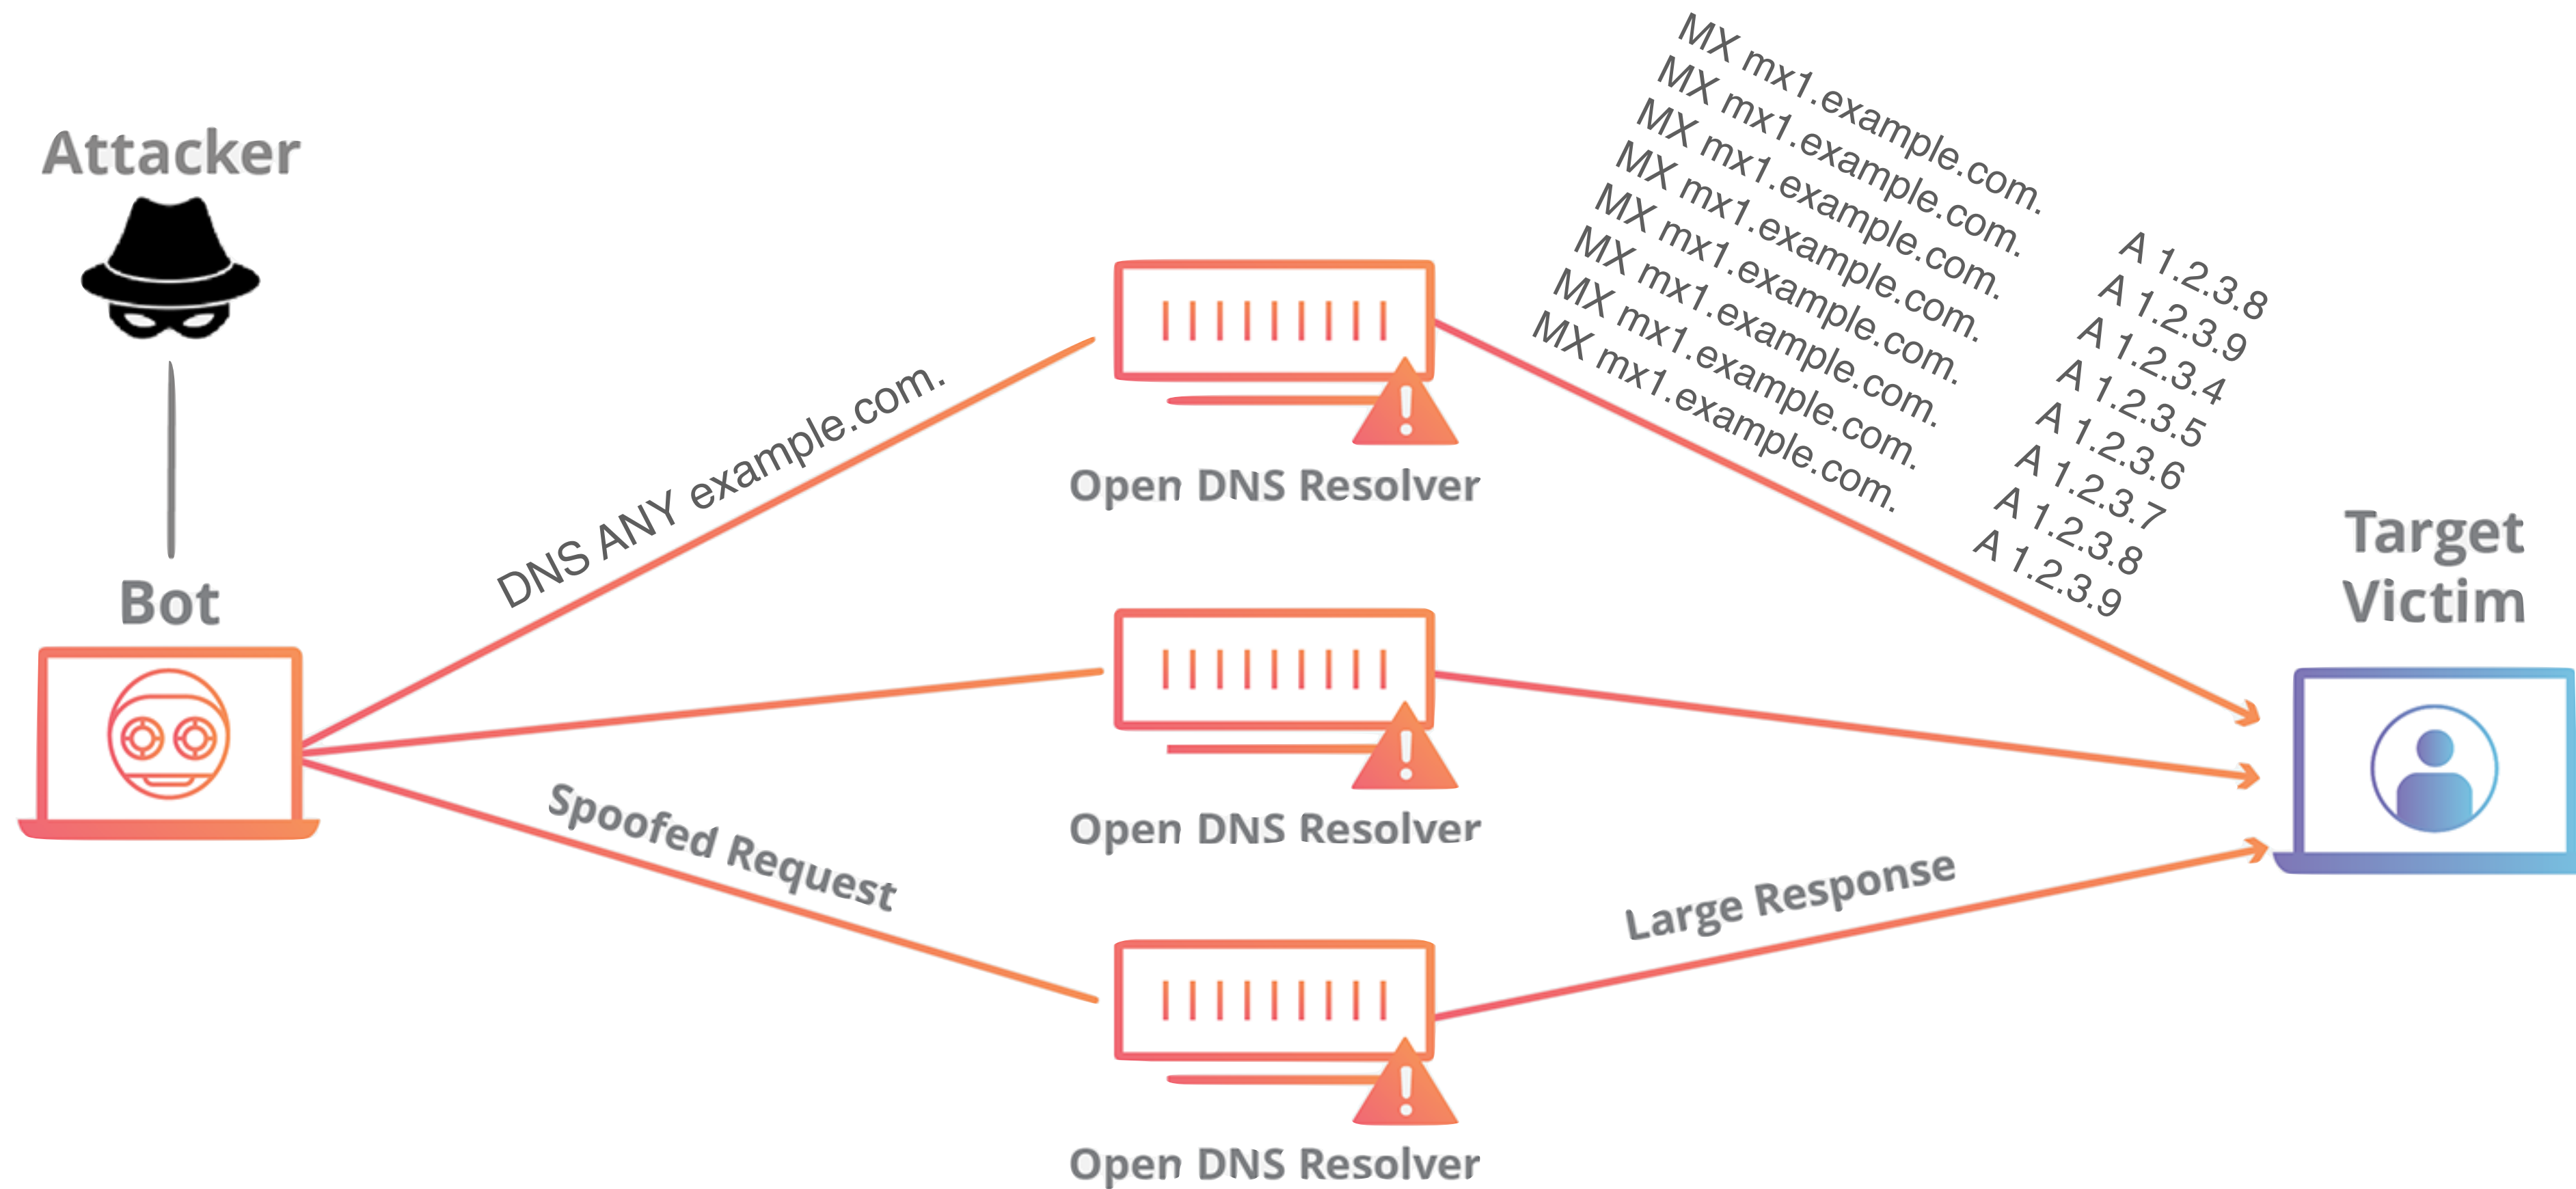 Attacker
Bot
DNS ANY example.com.
Spoofed Request
Open DNS Resolver
Open DNS Resolver
Open DNS Resolver
MX mx1.example.com. A 1.2.3.8
MX mx1.example.com. A 1.2.3.9
MX mx1.example.com. A 1.2.3.4
MX mx1.example.com. A 1.2.3.5
MX mx1.example.com. A 1.2.3.6
MX mx1.example.com. A 1.2.3.7
MX mx1.example.com. A 1.2.3.8
MX mx1.example.com. A 1.2.3.9
Large Response
Target
Victim